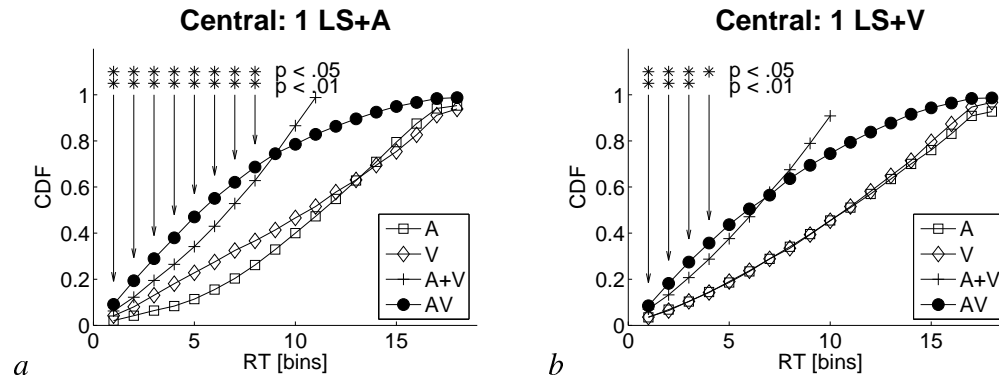 Central: 1 LS+A
p < .05
p < .01
1
0.8
0.6
0.4
0.2
0
CDF
0 5 10 15
RT [bins]
A
V
A+V
AV
a
Central: 1 LS+V
p < .05
p < .01
1
0.8
0.6
0.4
0.2
0
CDF
0 5 10 15
RT [bins]
A
V
A+V
AV
b